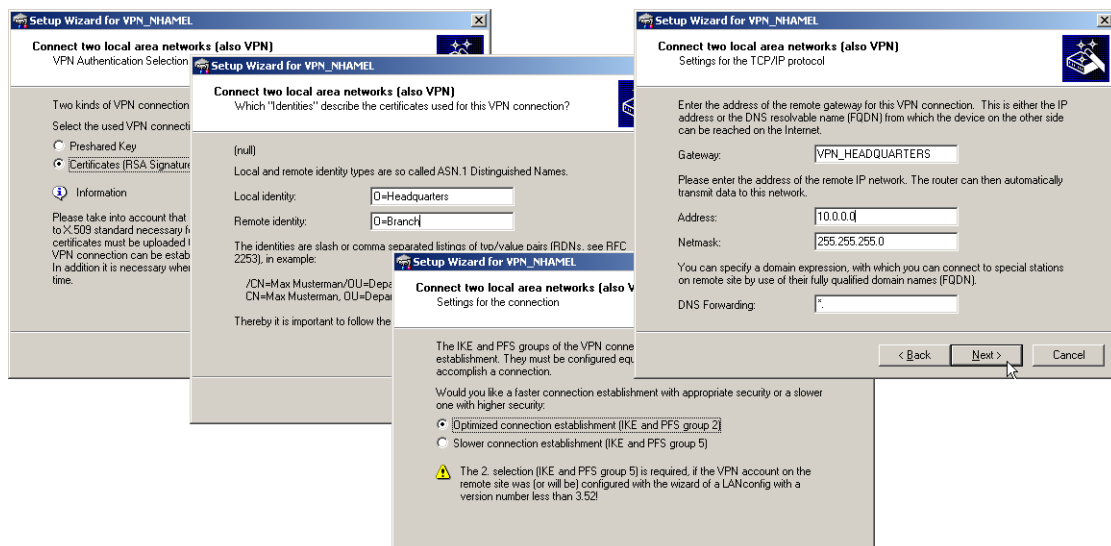 Setup Wizard for VPN_NHAMEL
Connect two local area networks (also VPN)
VPN Authentication Selection
Two kinds of VPN connection
Select the used VPN connecti
Preshared Key
Certificates (RSA Signature
Information
Please take into account that
to X.509 standard necessary f
certificates must be uploaded
VPN connection can be estab
In addition it is necessary whe
time.
Setup Wizard for VPN_NHAMEL
Connect two local area networks (also VPN)
Which "Identities" describe the certificates used for this VPN connection?
(null)
Local and remote identity types are so called ASN.1 Distinguished Names.
Local identity: O=Headquarters
Remote identity: O=Branch
The identities are slash or comma separated listings of typ/value pairs (RDNs, see RFC
2253), in example:
/CN=Max Musterman/OU=Depa
CN=Max Musterman, OU=Depar
Thereby it is important to follow the
Setup Wizard for VPN_NHAMEL
Connect two local area networks (also V
Settings for the connection
The IKE and PFS groups of the VPN conne
establishment. They must be configured equ
accomplish a connection.
Would you like a faster connection establishment with appropriate security or a slower
one with higher security:
Optimized connection establishment (IKE and PFS group 2)
Slower connection establishment (IKE and PFS group 5)
The 2. selection (IKE and PFS group 5) is required, if the VPN account on the
remote site was (or will be) configured with the wizard of a LANconfig with a
version number less than 3.52!
Setup Wizard for VPN_NHAMEL
Connect two local area networks (also VPN)
Settings for the TCP/IP protocol
Enter the address of the remote gateway for this VPN connection. This is either the IP
address or the DNS resolvable name (FQDN) from which the device on the other side
can be reached on the Internet.
Gateway: VPN_HEADQUARTERS
Please enter the address of the remote IP network. The router can then automatically
transmit data to this network.
Address: 10.0.0.0
Netmask: 255.255.255.0
You can specify a domain expression, with which you can connect to special stations
on remote site by use of their fully qualified domain names (FQDN).
DNS Forwarding: *.
< Back Next > Cancel